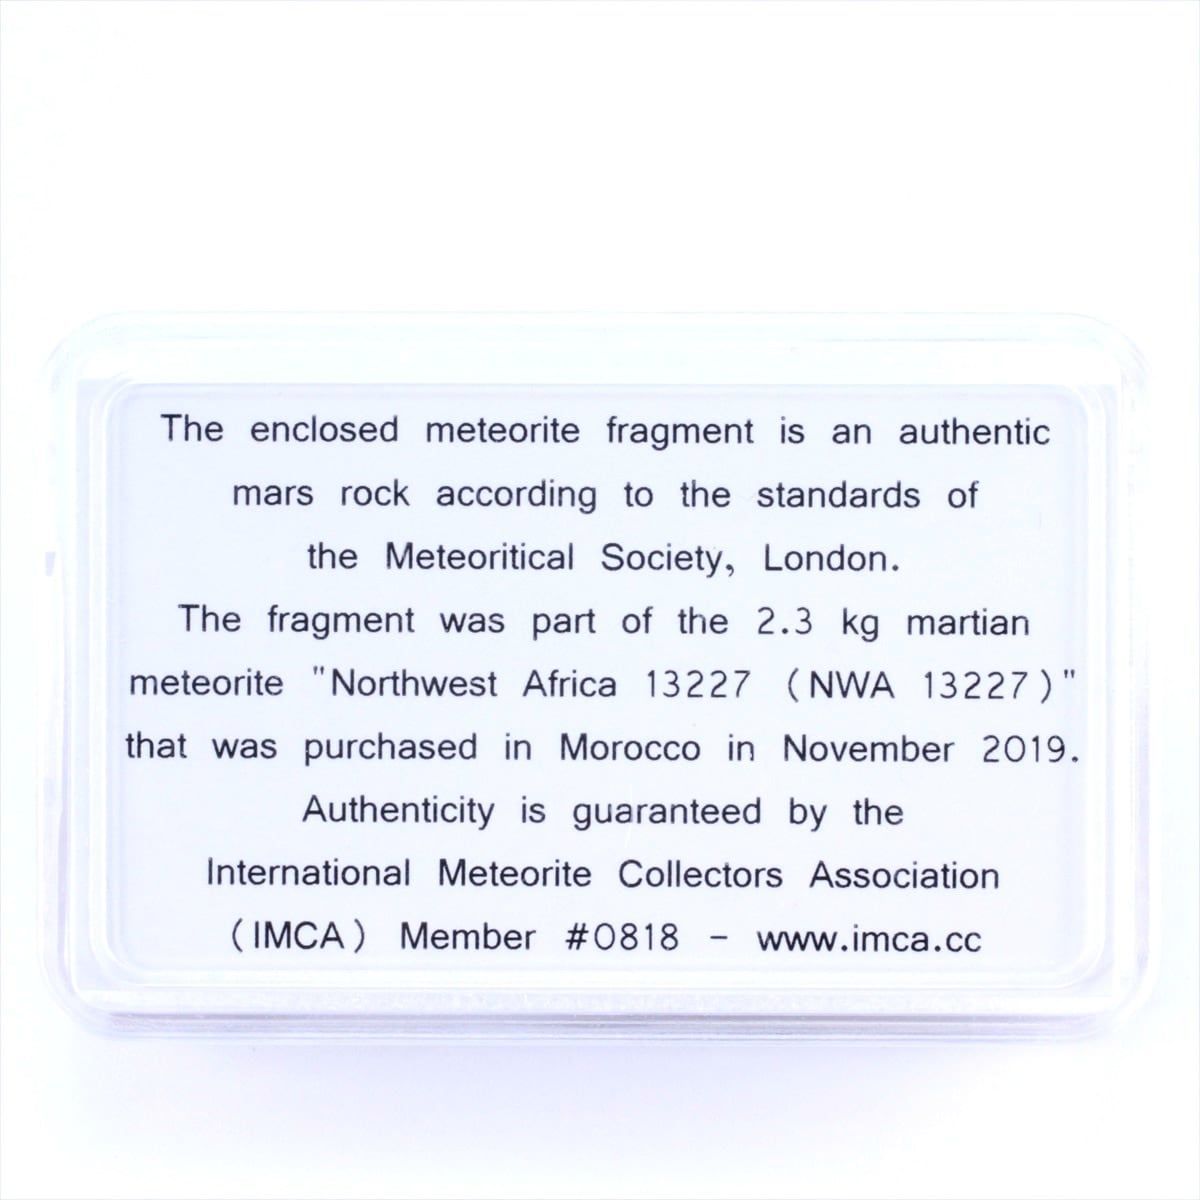 The enclosed meteorite fragment is an authentic
mars rock according to the standards of
the Meteoritical Society, London.
The fragment was part of the 2.3 kg martian
meteorite "Northwest Africa 13227 (NWA 13227)"
that was purchased in Morocco in November 2019.
Authenticity is guaranteed by the
International Meteorite Collectors Association
(IMCA) Member #0818 - www.imca.cc